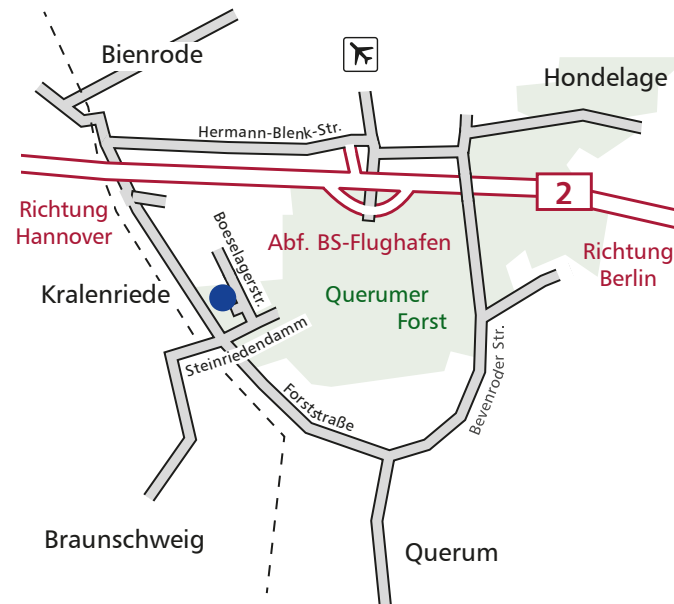 Bienrode
Hondelage
Hermann-Blenk-Str.
2
Richtung
Hannover
Boeselagerstr.
Abf. BS-Flughafen
Richtung
Berlin
Kralenriede
Querumer
Forst
Steinriedendamm
Bevenroder Str.
Forststraße
Braunschweig
Querum